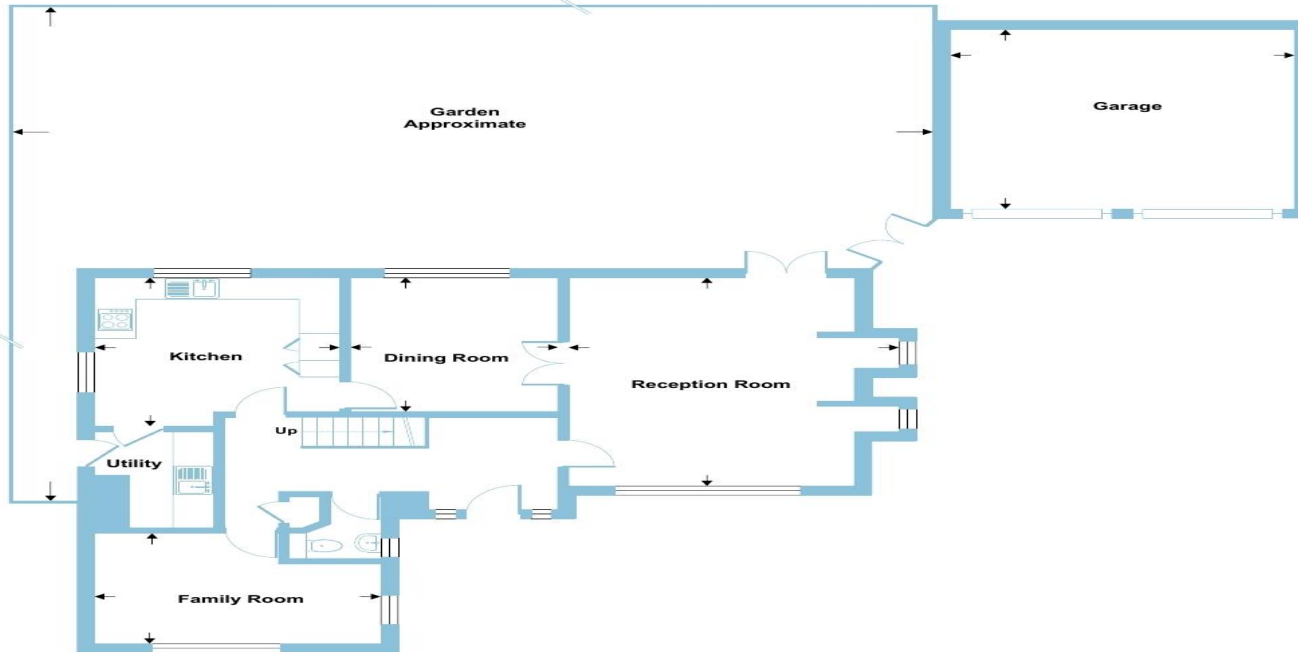 Garden
Approximate
Garage
Kitchen
Dining Room
Reception Room
Up
Utility
Family Room